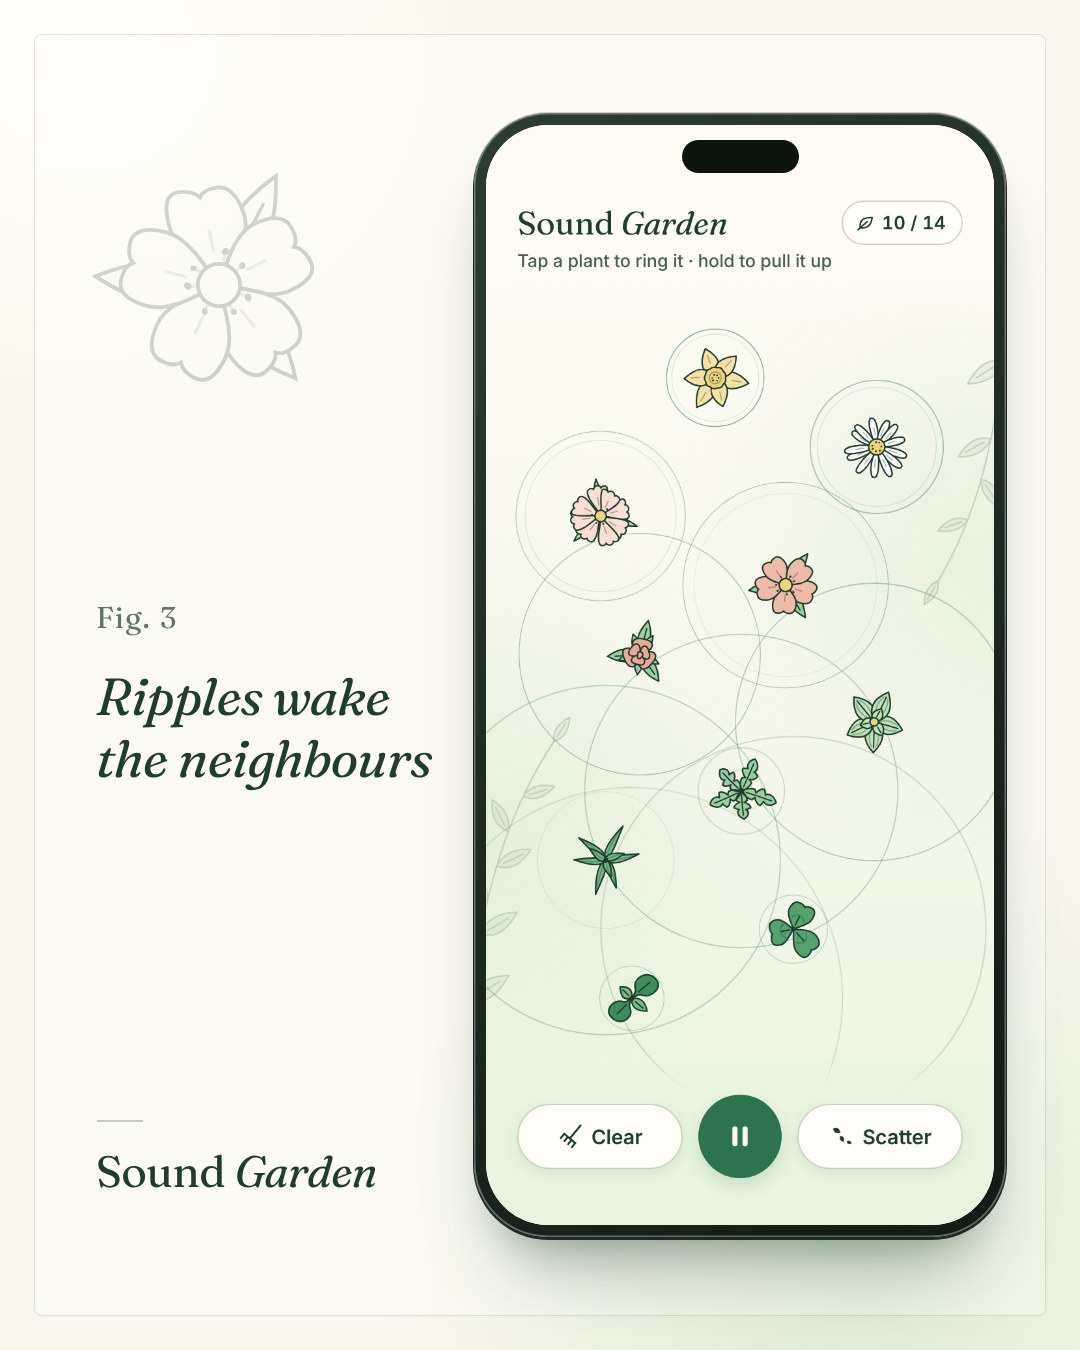 Fig. 3
Ripples wake
the neighbours
Sound Garden
Sound Garden
10 / 14
Tap a plant to ring it · hold to pull it up
Clear
Scatter